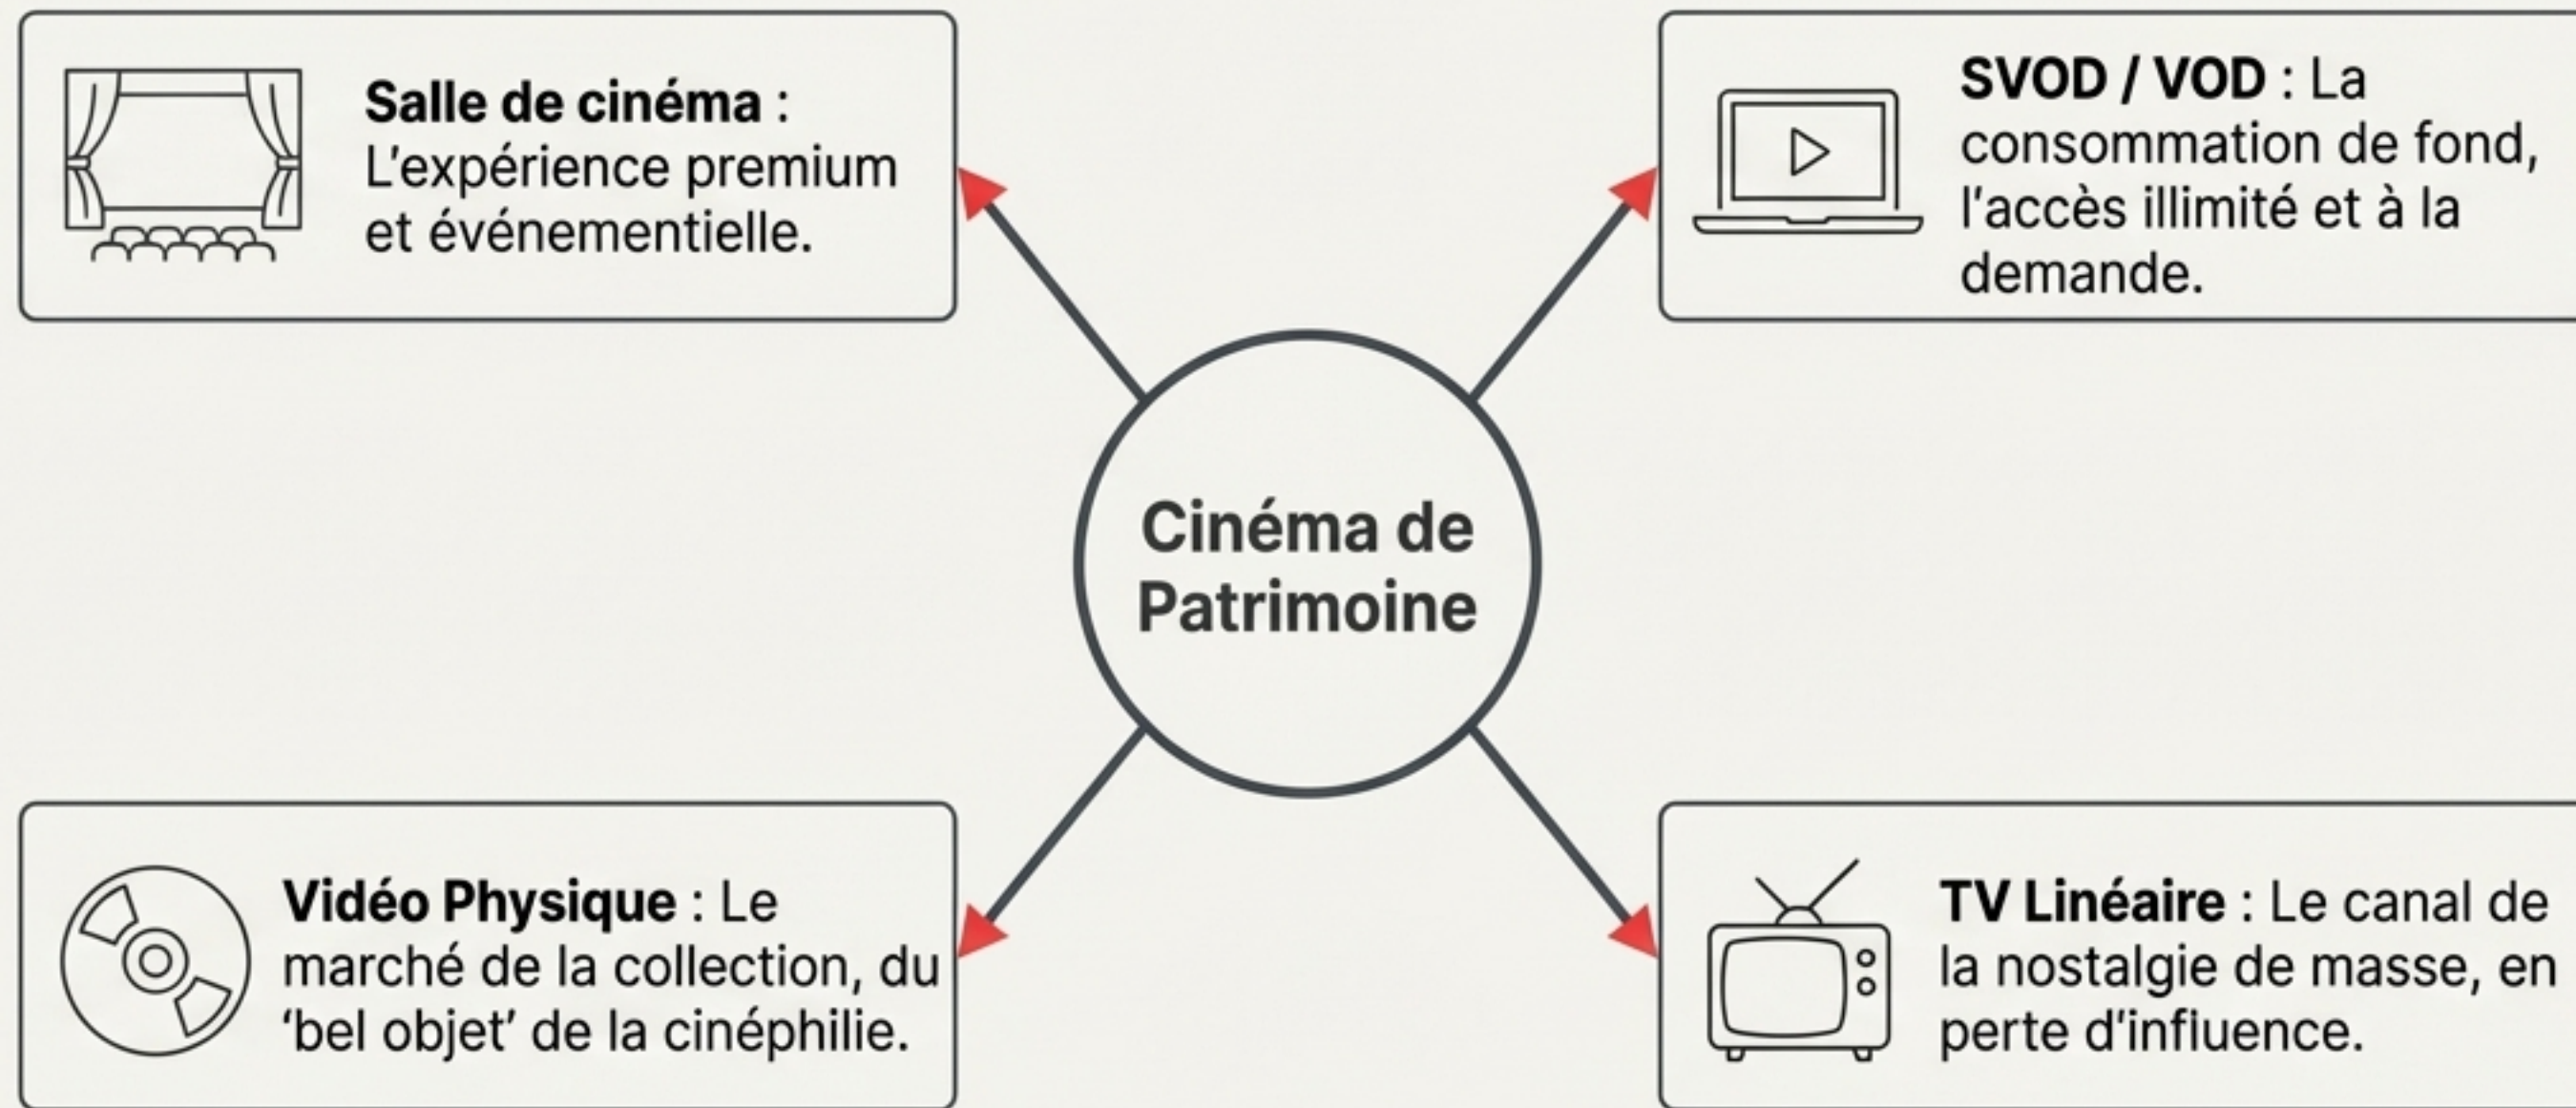 Salle de cinéma :
L'expérience premium
et événementielle.
SVOD / VOD : La
consommation de fond,
l'accès illimité et à la
demande.
Cinéma de
Patrimoine
Vidéo Physique : Le
marché de la collection, du
‘bel objet’ de la cinéphilie.
TV Linéaire : Le canal de
la nostalgie de masse, en
perte d'influence.